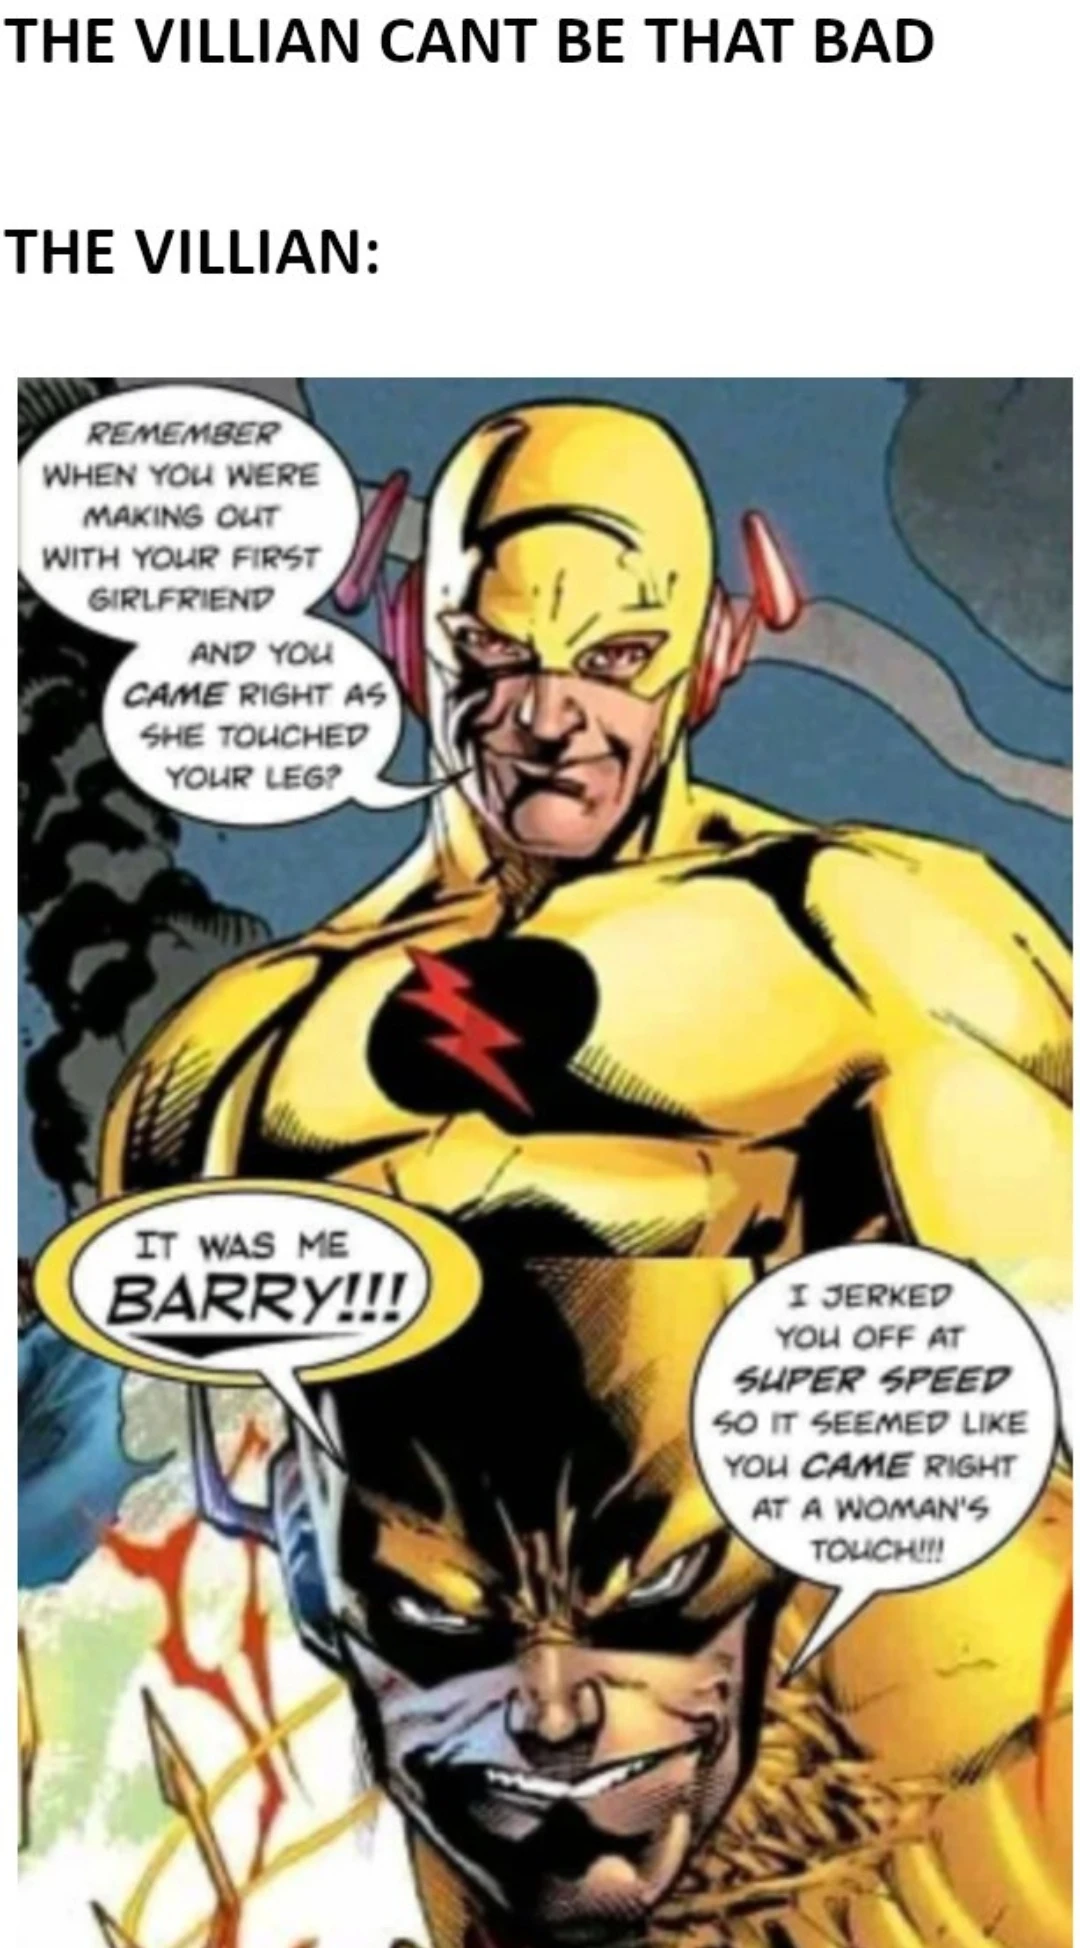 THE VILLIAN CANT BE THAT BAD
THE VILLIAN:
REMEMBER
WHEN YOU WERE
MAKING OUT
WITH YOUR FIRST
GIRLFRIEND
AND YOU
CAME RIGHT AS
SHE TOUCHED
YOUR LEG?
IT WAS ME
BARRY!!!
I JERKED
YOU OFF AT
SUPER SPEED
SO IT SEEMED LIKE
YOU CAME RIGHT
AT A WOMAN'S
TOUCH!!!